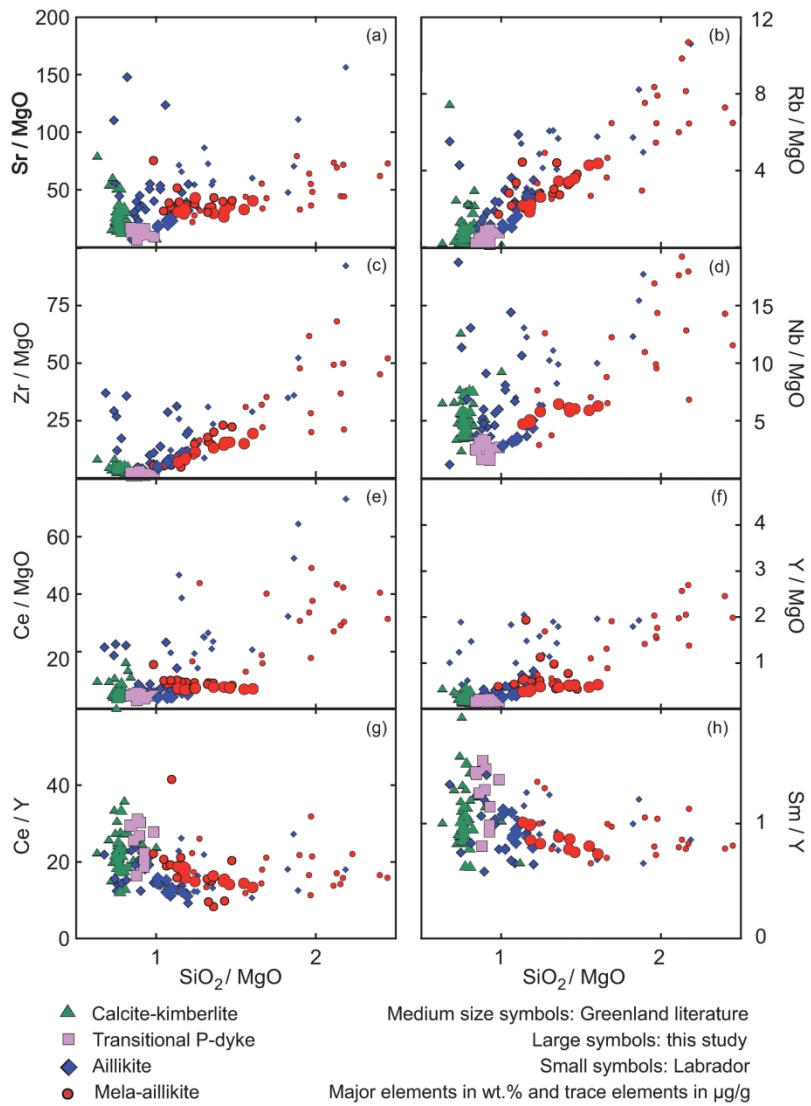 200
(a)
(b)
12
150
8
100
4
50
Sr / MgO
Rb / MgO
(c)
(d)
75
15
50
10
25
5
Zr / MgO
Nb / MgO
(e)
(f)
60
4
3
40
2
20
1
Ce / MgO
Y / MgO
(g)
(h)
40
20
1
0
0
Ce / Y
Sm / Y
1 2 1 2
SiO₂ / MgO SiO₂ / MgO
Calcite-kimberlite Medium size symbols: Greenland literature
Transitional P-dyke Large symbols: this study
Aillikite Small symbols: Labrador
Mela-aillikite Major elements in wt.% and trace elements in µg/g